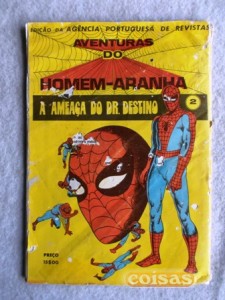 EDIÇÃO DA AGÊNCIA PORTUGUESA DE REVISTAS
AVENTURAS
DO
HOMEM-ARANHA
A AMEAÇA DO DR. DESTINO
2
PREÇO
coisas